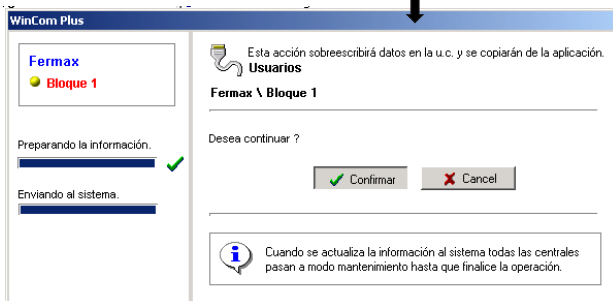 WinCom Plus
Fermax
Bloque 1
Preparando la información.
Enviando al sistema.
Esta acción sobreescribirá datos en la u.c. y se copiarán de la aplicación.
Usuarios
Fermax \ Bloque 1
Desea continuar ?
Confirmar
Cancel
Cuando se actualiza la información al sistema todas las centrales
pasan a modo mantenimiento hasta que finalice la operación.